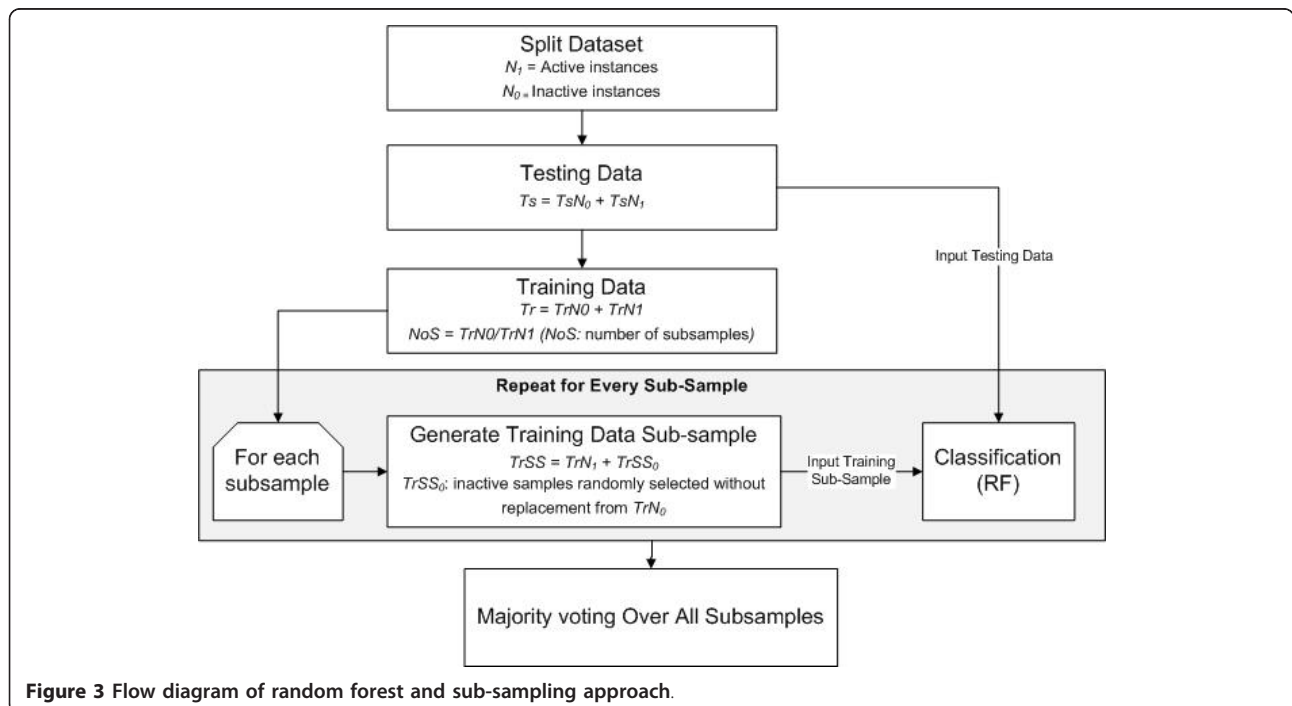 Split Dataset
N₁ = Active instances
N₀ = Inactive instances
Testing Data
Ts = TsN₀ + TsN₁
Input Testing Data
Training Data
Tr = TrN0 + TrN1
NoS = TrN0/TrN1 (NoS: number of subsamples)
Repeat for Every Sub-Sample
For each
subsample
Generate Training Data Sub-sample
TrSS = TrN₁ + TrSS₀
TrSS₀: inactive samples randomly selected without
replacement from TrN₀
Input Training
Sub-Sample
Classification
(RF)
Majority voting Over All Subsamples
Figure 3 Flow diagram of random forest and sub-sampling approach.